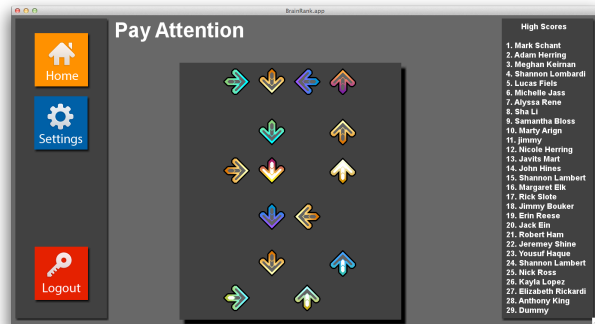 BrainRank.app
Pay Attention
Home
Settings
Logout
High Scores
1. Mark Schant
2. Adam Herring
3. Meghan Keirnan
4. Shannon Lombardi
5. Lucas Fiels
6. Michelle Jass
7. Alyssa Rene
8. Sha Li
9. Samantha Bloss
10. Marty Arign
11. jimmy
12. Nicole Herring
13. Javits Mart
14. John Hines
15. Shannon Lambert
16. Margaret Elk
17. Rick Slote
18. Jimmy Bouker
19. Erin Reese
20. Jack Ein
21. Robert Ham
22. Jeremey Shine
23. Yousuf Haque
24. Shannon Lambert
25. Nick Ross
26. Kayla Lopez
27. Elizabeth Rickardi
28. Anthony King
29. Dummy